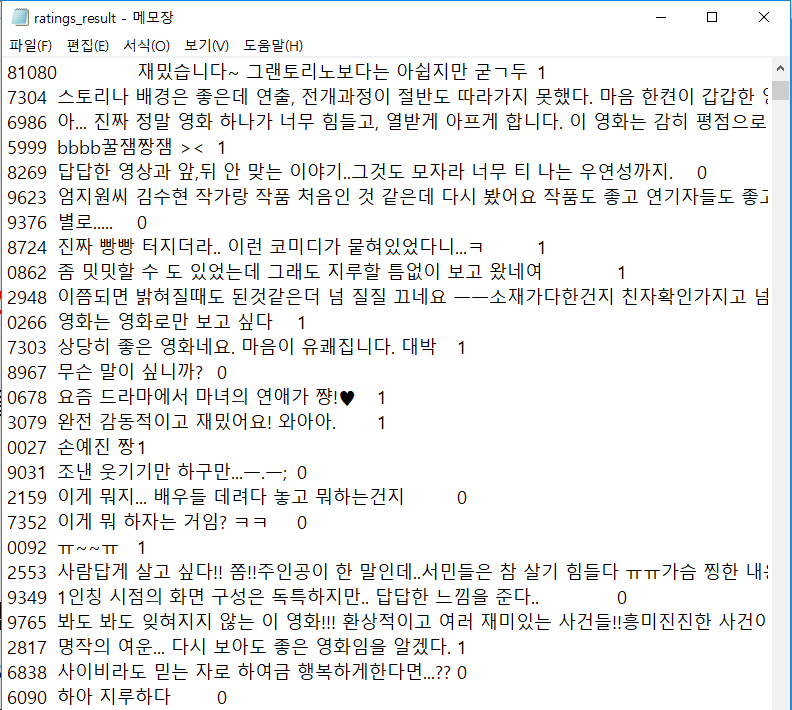 ratings_result - 메모장
파일(F) 편집(E) 서식(O) 보기(V) 도움말(H)
81080 재밌습니다~ 그랜토리노보다는 아쉽지만 굳ㄱ두 1
7304 스토리나 배경은 좋은데 연출, 전개과정이 절반도 따라가지 못했다. 마음 한켠이 갑갑한
6986 아... 진짜 정말 영화 하나가 너무 힘들고, 열받게 아프게 합니다. 이 영화는 감히 평점으로
5999 bbbb꿀잼짱잼 >< 1
8269 답답한 영상과 앞,뒤 안 맞는 이야기..그것도 모자라 너무 티 나는 우연성까지. 0
9623 엄지원씨 김수현 작가랑 작품 처음인 것 같은데 다시 봤어요 작품도 좋고 연기자들도 좋고
9376 별로..... 0
8724 진짜 빵빵 터지더라.. 이런 코미디가 뭍혀있었다니...ㅋ 1
0862 좀 밋밋할 수 도 있었는데 그래도 지루할 틈없이 보고 왔네여 1
2948 이쯤되면 밝혀질때도 된것같은더 넘 질질 끄네요 ㅡㅡ소재가다한건지 친자확인가지고 넘
0266 영화는 영화로만 보고 싶다 1
7303 상당히 좋은 영화네요. 마음이 유쾌집니다. 대박 1
8967 무슨 말이 싶니까? 0
0678 요즘 드라마에서 마녀의 연애가 쨩!♥ 1
3079 완전 감동적이고 재밌어요! 와아아. 1
0027 손예진 짱 1
9031 조낸 웃기기만 하구만...ㅡ.ㅡ; 0
2159 이게 뭐지... 배우들 데려다 놓고 뭐하는건지 0
7352 이게 뭐 하자는 거임? ㅋㅋ 0
0092 ㅠ~~ㅠ 1
2553 사람답게 살고 싶다!! 쫌!!주인공이 한 말인데..서민들은 참 살기 힘들다 ㅠㅠ가슴 찡한
9349 1인칭 시점의 화면 구성은 독특하지만.. 답답한 느낌을 준다.. 0
9765 봐도 봐도 잊혀지지 않는 이 영화!!! 환상적이고 여러 재미있는 사건들!!흥미진진한 사건이
2817 명작의 여운... 다시 보아도 좋은 영화임을 알겠다. 1
6838 사이비라도 믿는 자로 하여금 행복하게한다면...?? 0
6090 하아 지루하다 0